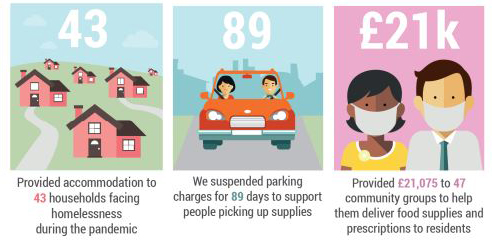 43
Provided accommodation to
43 households facing
homelessness
during the pandemic
89
We suspended parking
charges for 89 days to support
people picking up supplies
£21k
Provided £21,075 to 47
community groups to help
them deliver food supplies and
prescriptions to residents